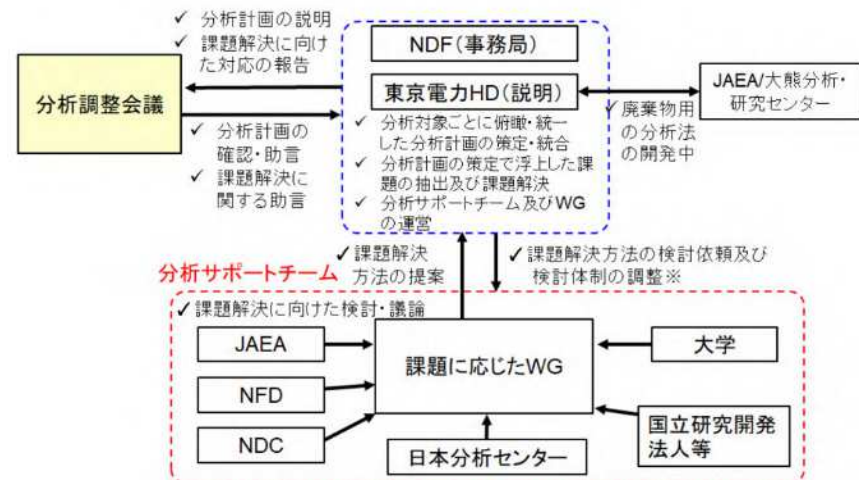 ✓ 分析計画の説明
✓ 課題解決に向け
た対応の報告
分析調整会議
✓ 分析計画の
確認・助言
✓ 課題解決に
関する助言
NDF(事務局)
東京電力HD(説明)
✓ 分析対象ごとに俯瞰・統一
した分析計画の策定・統合
✓ 分析計画の策定で浮上した課
題の抽出及び課題解決
✓ 分析サポートチーム及びWG
の運営
JAEA/大熊分析・
研究センター
✓廃棄物用
の分析法
の開発中
✓課題解決
方法の提案
✓ 課題解決方法の検討依頼及び
検討体制の調整※
分析サポートチーム
✓課題解決に向けた検討・議論
JAEA
NFD
NDC
課題に応じたWG
日本分析センター
大学
国立研究開発
法人等